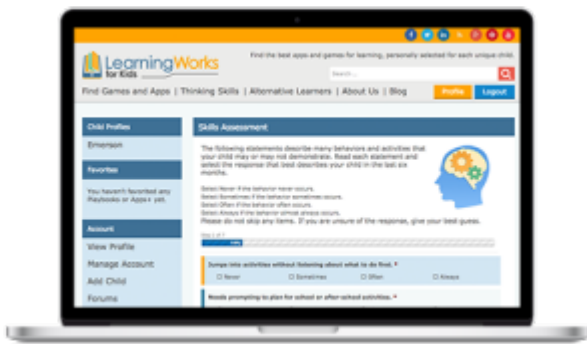 Find the best apps and games for learning, personally selected for each unique child.
LearningWorks
for Kids
Search ...
Find Games and Apps | Thinking Skills | Alternative Learners | About Us | Blog
Profile
Logout
Child Profiles
Emerson
Favorites
You haven't favorited any
Playbooks or Apps+ yet.
Account
View Profile
Manage Account
Add Child
Forums
Skills Assessment
The following statements describe many behaviors and activities that
your child may or may not demonstrate. Read each statement and
select the response that best describes your child in the last six
months.
Select Never if the behavior never occurs.
Select Sometimes if the behavior sometimes occurs.
Select Often if the behavior often occurs.
Select Always if the behavior almost always occurs.
Please do not skip any items. If you are unsure of the response, give your best guess.
Step 1 of 7
Jumps into activities without listening about what to do first. *
Never
Sometimes
Often
Always
Needs prompting to plan for school or after-school activities. *